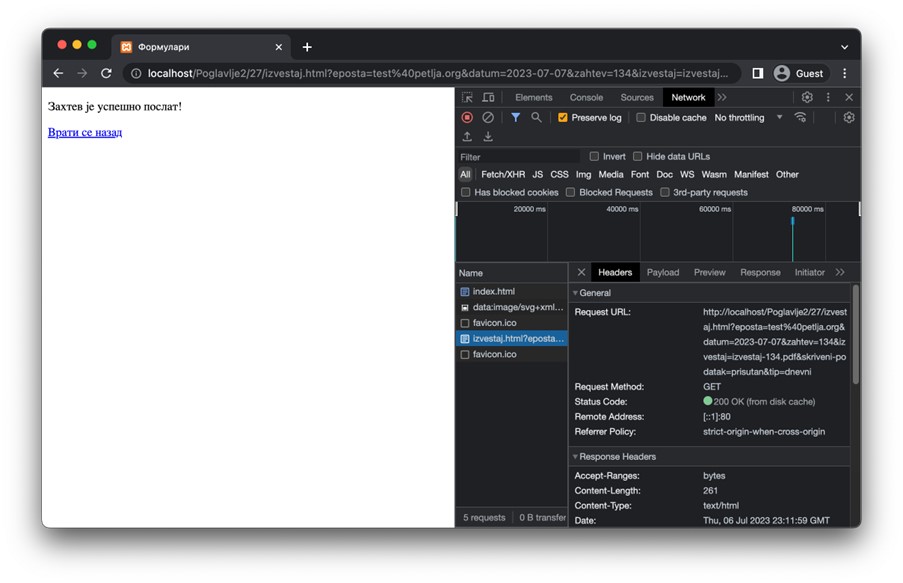 Формулари
localhost/Poglavlje2/27/izvestaj.html?eposta=test%40petlja.org&datum=2023-07-07&zahtev=134&izvestaj=izvestaj... Guest
Захтев је успешно послат!
Врати се назад
Elements Console Sources Network
Preserve log Disable cache No throttling
Filter Invert Hide data URLs
All Fetch/XHR JS CSS Img Media Font Doc WS Wasm Manifest Other
Has blocked cookies Blocked Requests 3rd-party requests
20000 ms 40000 ms 60000 ms 80000 ms
Name
index.html
data:image/svg+xml...
favicon.ico
izvestaj.html?eposta...
favicon.ico
5 requests 0 B transfer
Headers Payload Preview Response Initiator
General
Request URL: http://localhost/Poglavlje2/27/izvest
aj.html?eposta=test%40petlja.org&
datum=2023-07-07&zahtev=134&iz
vestaj=izvestaj-134.pdf&skriveni-po
datak=prisutan&tip=dnevni
Request Method: GET
Status Code: 200 OK (from disk cache)
Remote Address: [::1]:80
Referrer Policy: strict-origin-when-cross-origin
Response Headers
Accept-Ranges: bytes
Content-Length: 261
Content-Type: text/html
Date: Thu, 06 Jul 2023 23:11:59 GMT